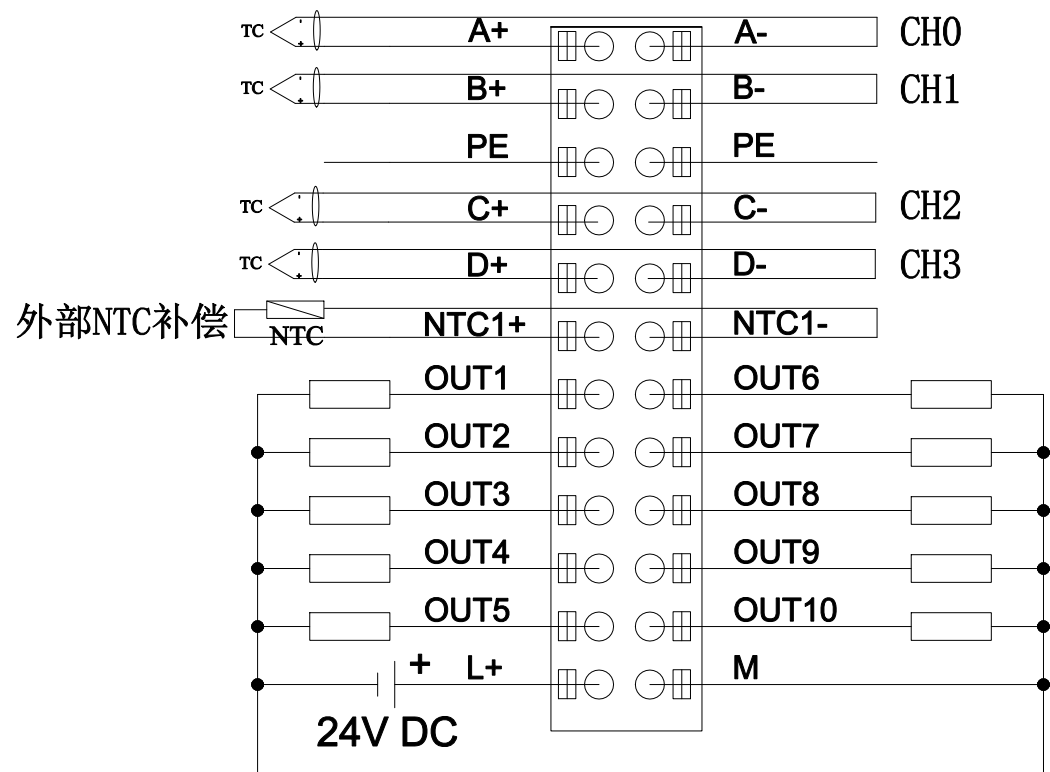 TC A+ A- CH0
TC B+ B- CH1
PE PE
TC C+ C- CH2
TC D+ D- CH3
外部NTC补偿 NTC NTC1+ NTC1-
OUT1 OUT6
OUT2 OUT7
OUT3 OUT8
OUT4 OUT9
OUT5 OUT10
+ L+ M
24V DC